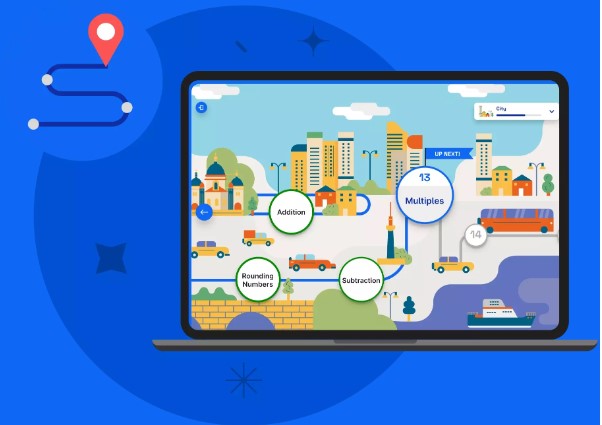 City
UP NEXT!
13
Multiples
Addition
14
Rounding
Numbers
Subtraction